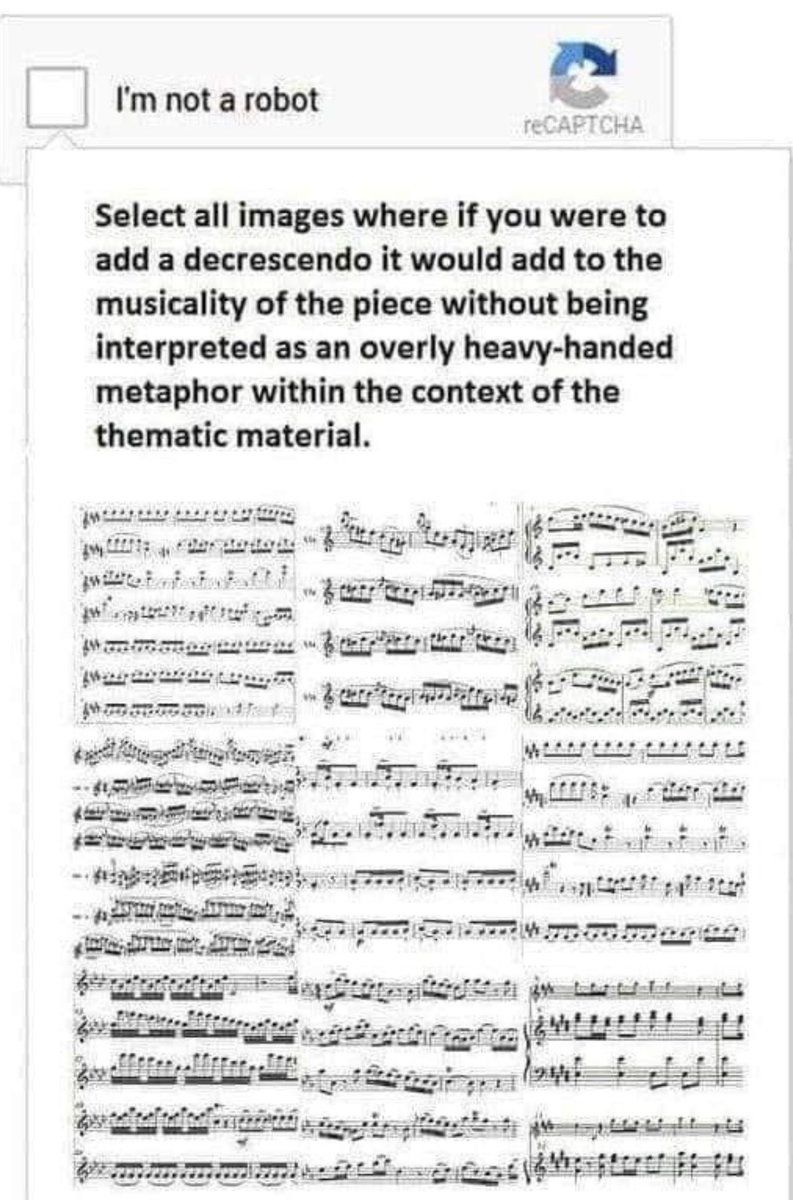 I'm not a robot
reCAPTCHA
Select all images where if you were to
add a decrescendo it would add to the
musicality of the piece without being
interpreted as an overly heavy-handed
metaphor within the context of the
thematic material.